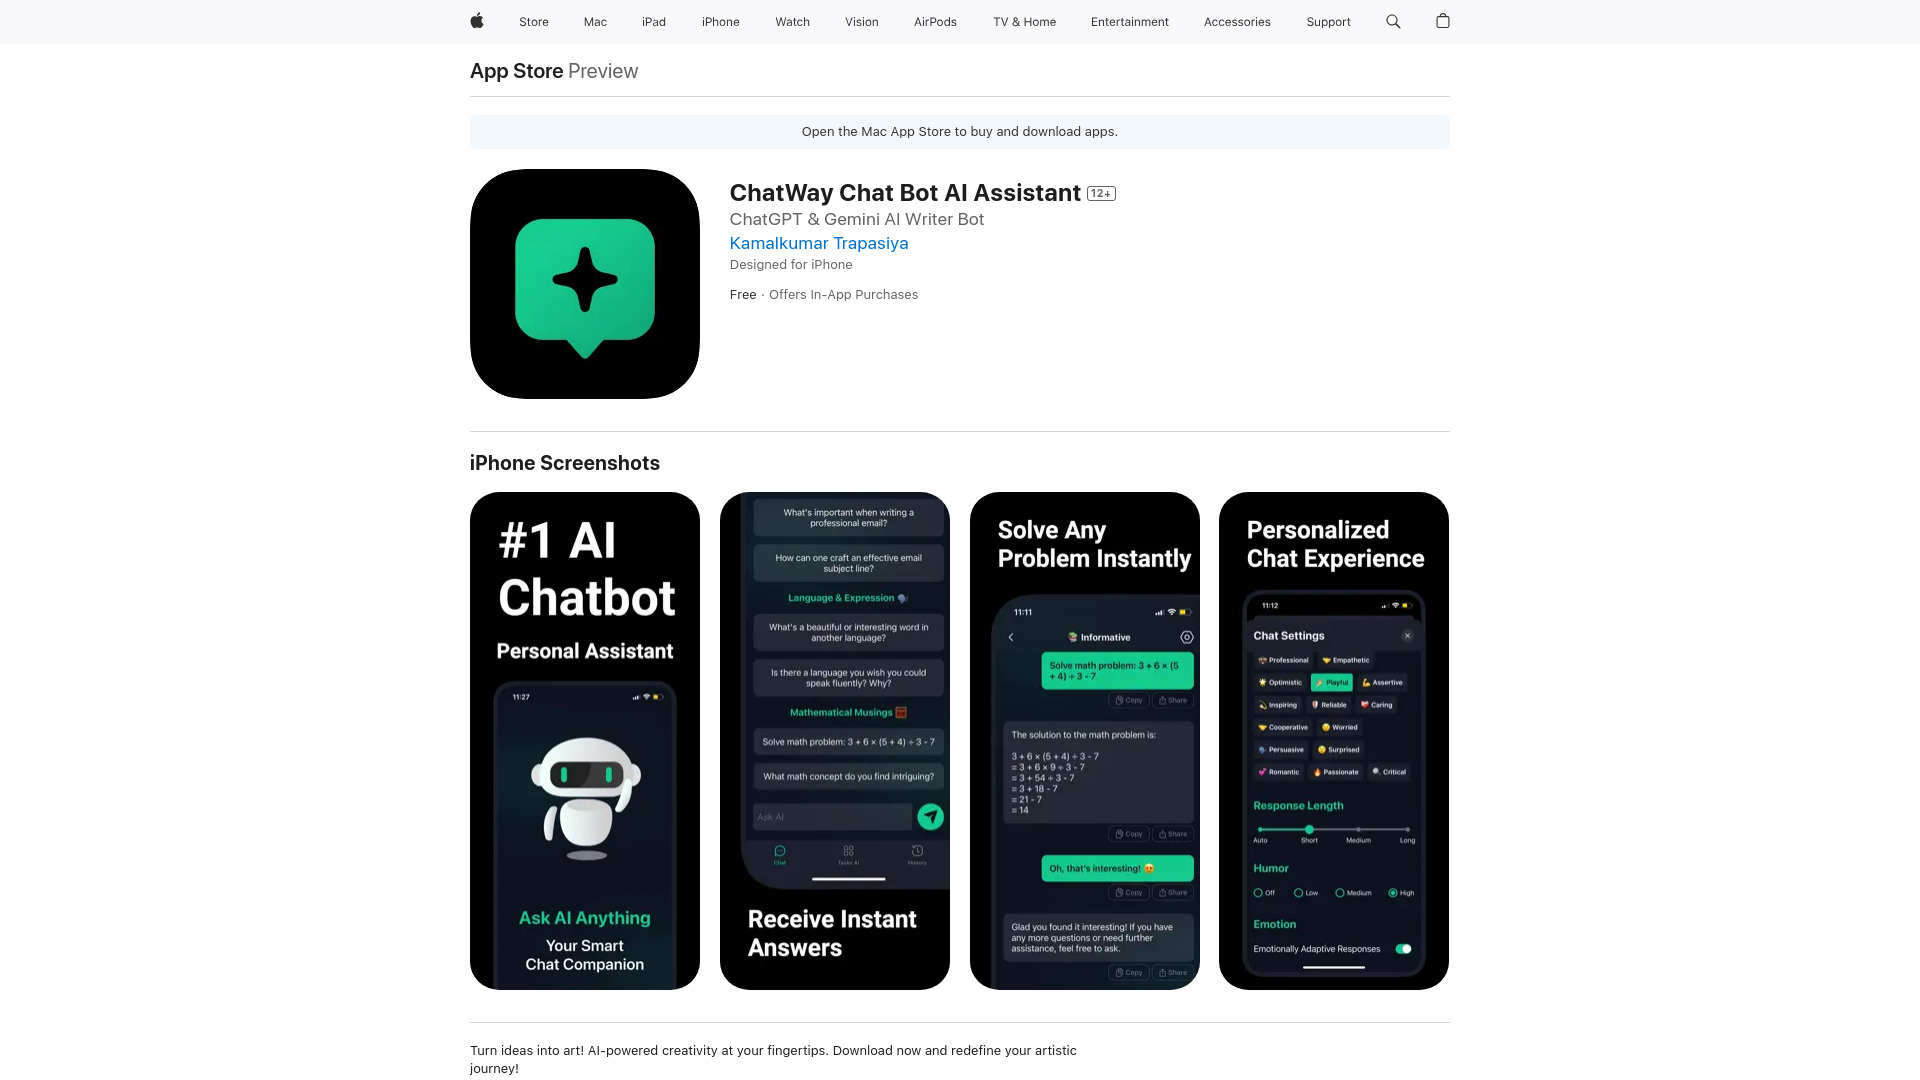 Store Mac iPad iPhone Watch Vision AirPods TV & Home Entertainment Accessories Support
App Store Preview
Open the Mac App Store to buy and download apps.
ChatWay Chat Bot AI Assistant 12+
ChatGPT & Gemini AI Writer Bot
Kamalkumar Trapasiya
Designed for iPhone
Free · Offers In-App Purchases
iPhone Screenshots
#1 AI
Chatbot
Personal Assistant
11:27
Ask AI Anything
Your Smart
Chat Companion
What's important when writing a
professional email?
How can one craft an effective email
subject line?
Language & Expression 🗣️
What's a beautiful or interesting word in
another language?
Is there a language you wish you could
speak fluently? Why?
Mathematical Musings 🧮
Solve math problem: 3 + 6 × (5 + 4) ÷ 3 - 7
What math concept do you find intriguing?
Ask AI
Chat Tasks AI History
Receive Instant
Answers
Solve Any
Problem Instantly
11:11
📚 Informative
Solve math problem: 3 + 6 × (5
+ 4) ÷ 3 - 7
Copy Share
The solution to the math problem is:
3 + 6 × (5 + 4) ÷ 3 - 7
= 3 + 6 × 9 ÷ 3 - 7
= 3 + 54 ÷ 3 - 7
= 3 + 18 - 7
= 21 - 7
= 14
Copy Share
Oh, that's interesting! 😍
Copy Share
Glad you found it interesting! If you have
any more questions or need further
assistance, feel free to ask.
Copy Share
Personalized
Chat Experience
11:12
Chat Settings
Professional Empathetic
Optimistic Playful Assertive
Inspiring Reliable Caring
Cooperative Worried
Persuasive Surprised
Romantic Passionate Critical
Response Length
Auto Short Medium Long
Humor
Off Low Medium High
Emotion
Emotionally Adaptive Responses
Turn ideas into art! AI-powered creativity at your fingertips. Download now and redefine your artistic
journey!